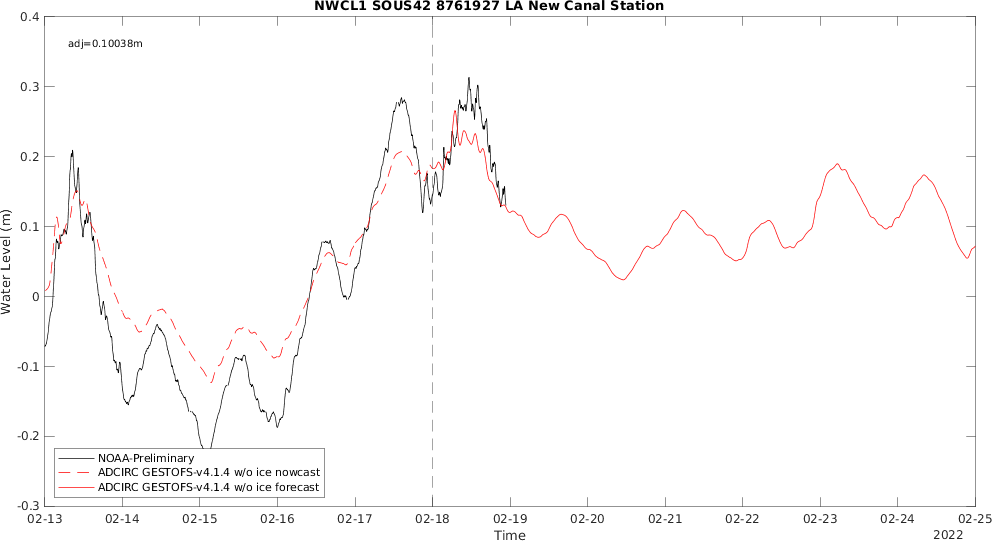 NWCL1 SOUS42 8761927 LA New Canal Station
adj=0.10038m
Water Level (m)
0.4
0.3
0.2
0.1
0
-0.1
-0.2
-0.3
NOAA-Preliminary
ADCIRC GESTOFS-v4.1.4 w/o ice nowcast
ADCIRC GESTOFS-v4.1.4 w/o ice forecast
02-13 02-14 02-15 02-16 02-17 02-18 02-19 02-20 02-21 02-22 02-23 02-24 02-25
Time
2022